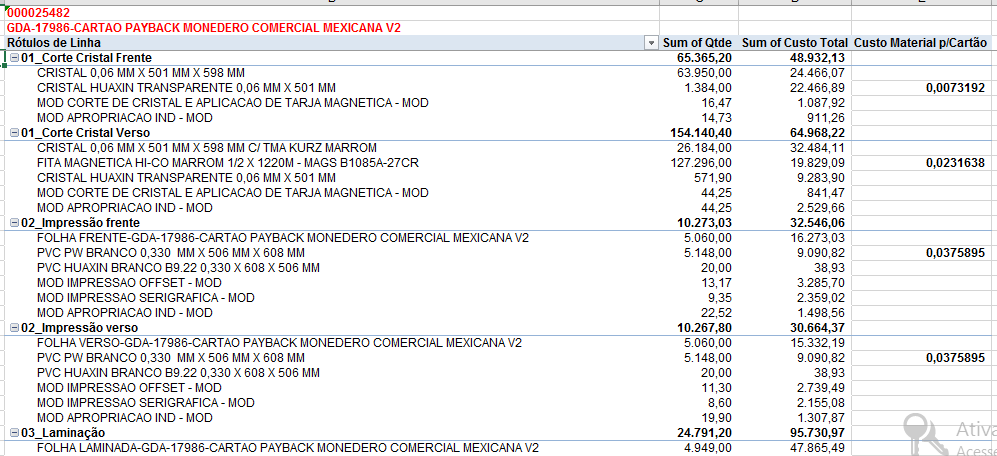 000025482
GDA-17986-CARTAO PAYBACK MONEDERO COMERCIAL MEXICANA V2
Rótulos de Linha Sum of Qtde Sum of Custo Total Custo Material p/Cartão
01_Corte Cristal Frente 65.365,20 48.932,13
CRISTAL 0,06 MM X 501 MM X 598 MM 63.950,00 24.466,07
CRISTAL HUAXIN TRANSPARENTE 0,06 MM X 501 MM 1.384,00 22.466,89 0,0073192
MOD CORTE DE CRISTAL E APLICACAO DE TARJA MAGNETICA - MOD 16,47 1.087,92
MOD APROPRIACAO IND - MOD 14,73 911,26
01_Corte Cristal Verso 154.140,40 64.968,22
CRISTAL 0,06 MM X 501 MM X 598 MM C/ TMA KURZ MARROM 26.184,00 32.484,11
FITA MAGNETICA HI-CO MARROM 1/2 X 1220M - MAGS B1085A-27CR 127.296,00 19.829,09 0,0231638
CRISTAL HUAXIN TRANSPARENTE 0,06 MM X 501 MM 571,90 9.283,90
MOD CORTE DE CRISTAL E APLICACAO DE TARJA MAGNETICA - MOD 44,25 841,47
MOD APROPRIACAO IND - MOD 44,25 2.529,66
02_Impressão frente 10.273,03 32.546,06
FOLHA FRENTE-GDA-17986-CARTAO PAYBACK MONEDERO COMERCIAL MEXICANA V2 5.060,00 16.273,03
PVC PW BRANCO 0,330 MM X 506 MM X 608 MM 5.148,00 9.090,82 0,0375895
PVC HUAXIN BRANCO B9.22 0,330 X 608 X 506 MM 20,00 38,93
MOD IMPRESSAO OFFSET - MOD 13,17 3.285,70
MOD IMPRESSAO SERIGRAFICA - MOD 9,35 2.359,02
MOD APROPRIACAO IND - MOD 22,52 1.498,56
02_Impressão verso 10.267,80 30.664,37
FOLHA VERSO-GDA-17986-CARTAO PAYBACK MONEDERO COMERCIAL MEXICANA V2 5.060,00 15.332,19
PVC PW BRANCO 0,330 MM X 506 MM X 608 MM 5.148,00 9.090,82 0,0375895
PVC HUAXIN BRANCO B9.22 0,330 X 608 X 506 MM 20,00 38,93
MOD IMPRESSAO OFFSET - MOD 11,30 2.739,49
MOD IMPRESSAO SERIGRAFICA - MOD 8,60 2.155,08
MOD APROPRIACAO IND - MOD 19,90 1.307,87
03_Laminação 24.791,20 95.730,97
FOLHA LAMINADA-GDA-17986-CARTAO PAYBACK MONEDERO COMERCIAL MEXICANA V2 4.949,00 47.865,49
Ativa
Acesse